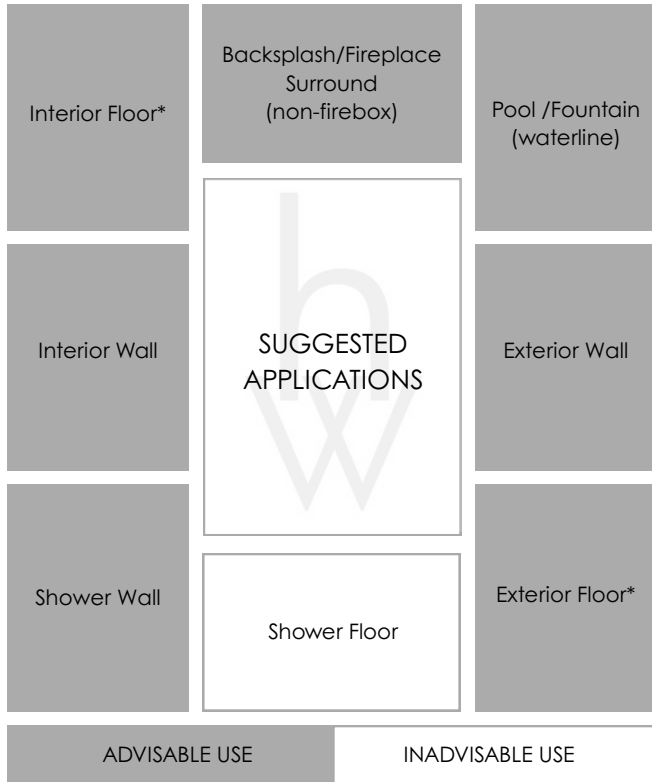 Interior Floor*
Backsplash/Fireplace
Surround
(non-firebox)
Pool /Fountain
(waterline)
Interior Wall
hw
SUGGESTED
APPLICATIONS
Exterior Wall
Shower Wall
Shower Floor
Exterior Floor*
ADVISABLE USE
INADVISABLE USE